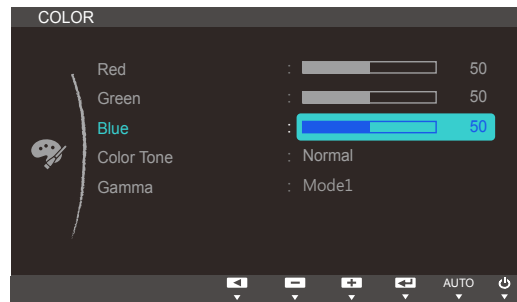 COLOR
Red : 50
Green : 50
Blue : 50
Color Tone : Normal
Gamma : Mode1
AUTO